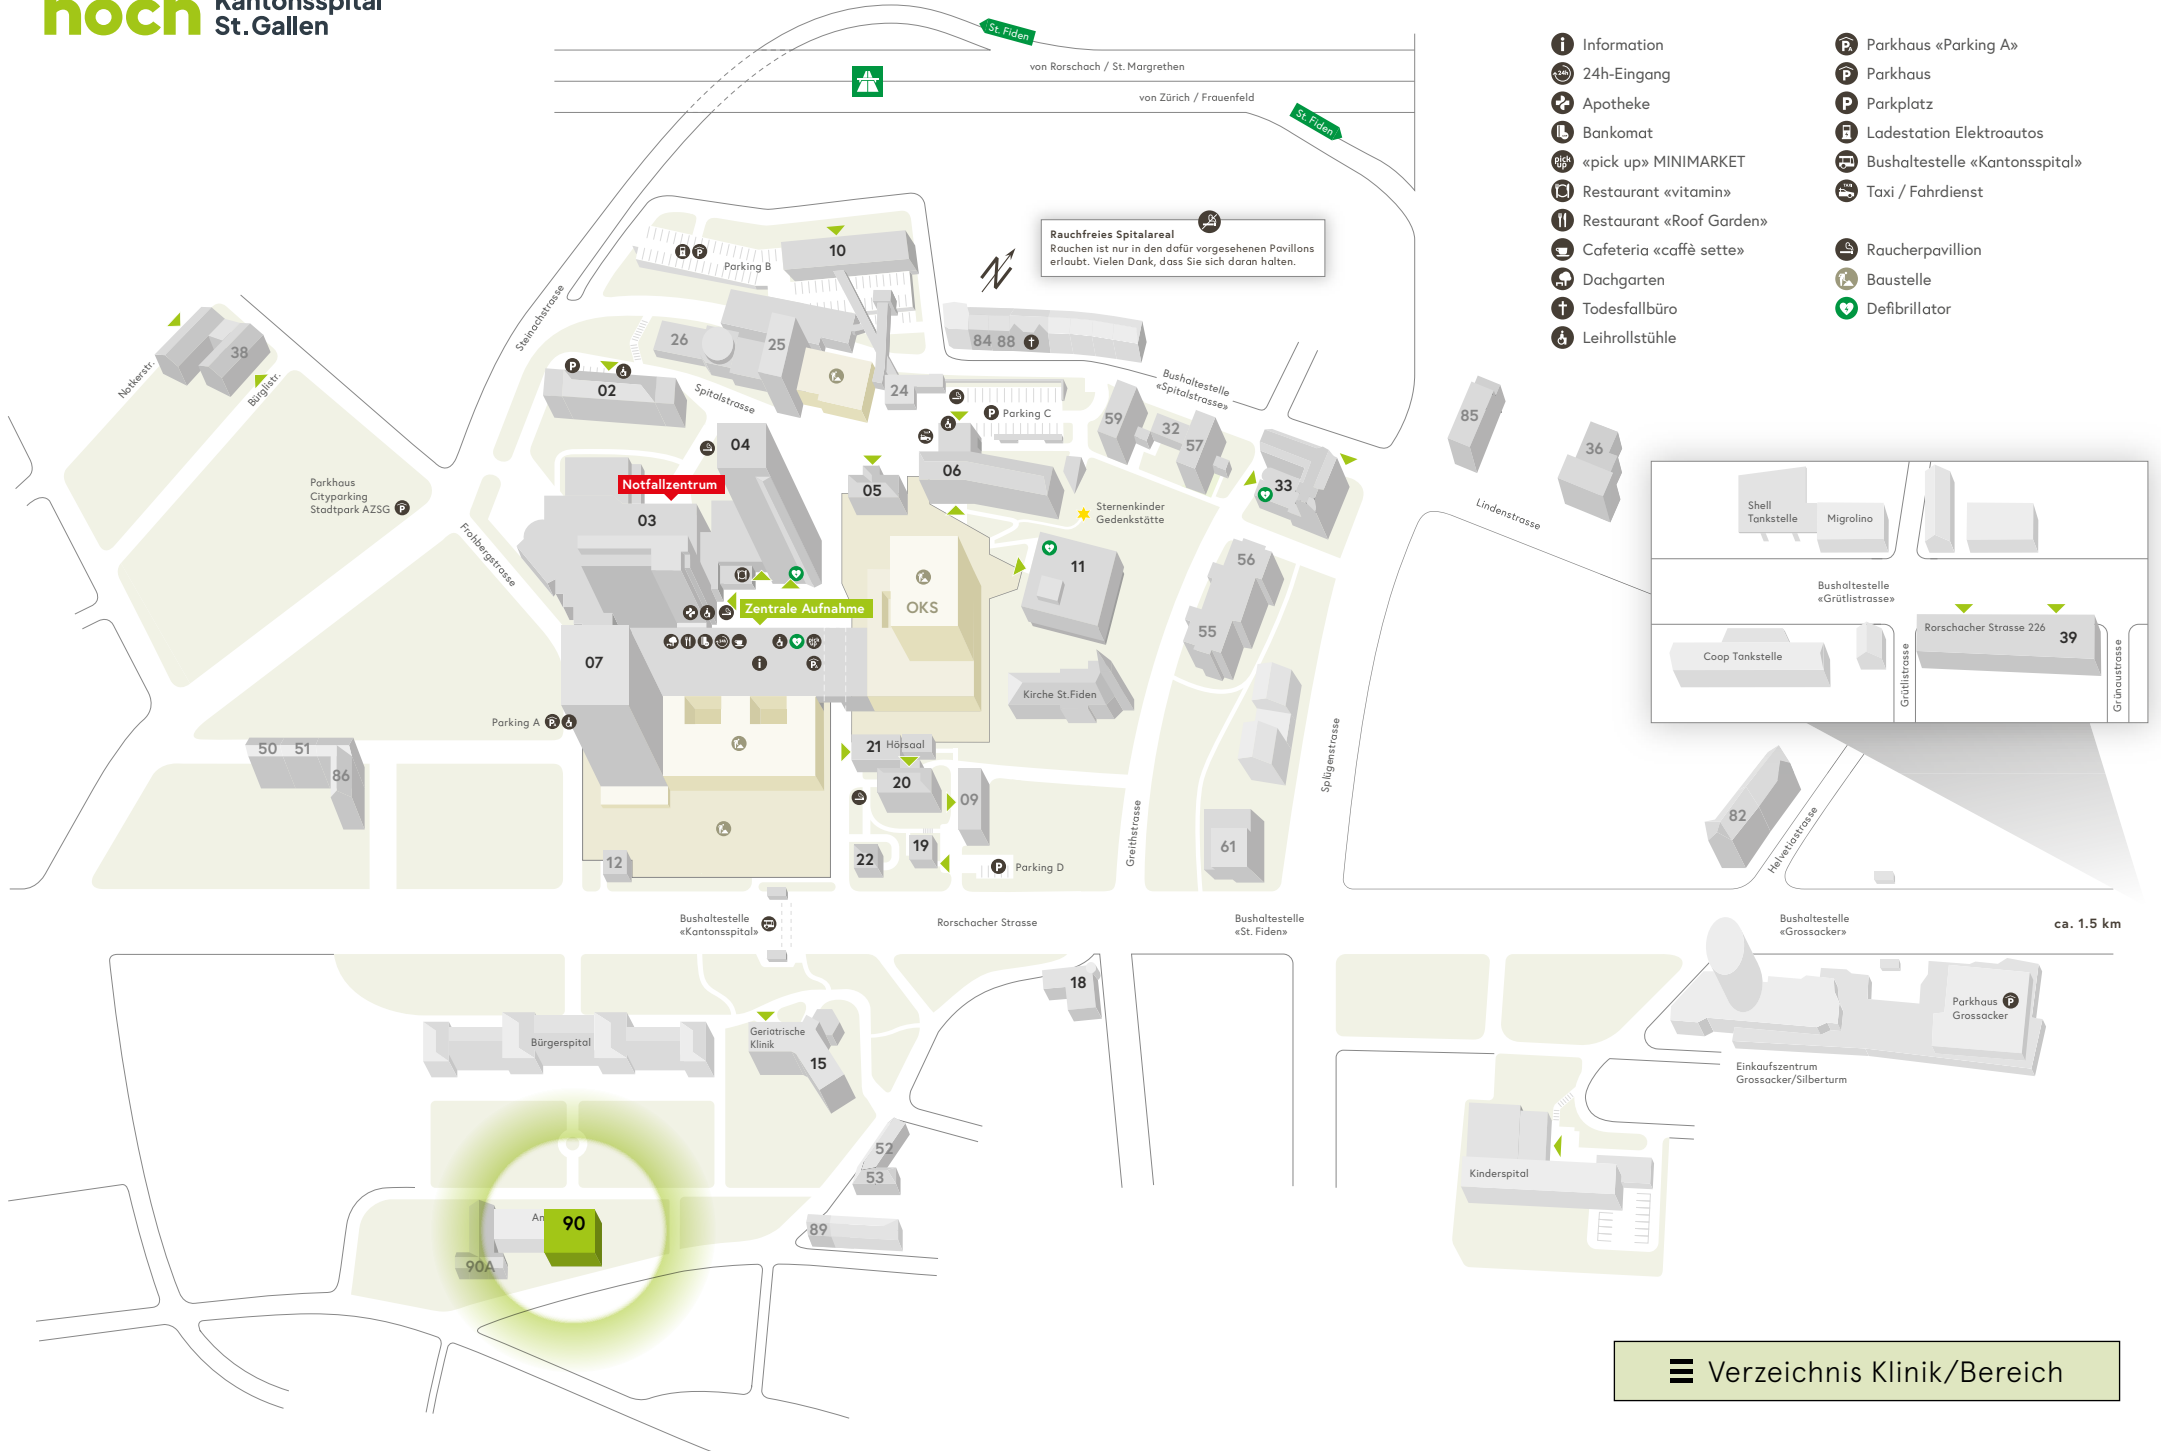 noch Kantonsspital
St.Gallen
St. Fiden
von Rorschach / St. Margrethen
von Zürich / Frauenfeld
St. Fiden
i Information
24h 24h-Eingang
Apotheke
Bankomat
pick up «pick up» MINIMARKET
Restaurant «vitamin»
Restaurant «Roof Garden»
Cafeteria «caffè sette»
Dachgarten
Todesfallbüro
Leihrollstühle
P A Parkhaus «Parking A»
P Parkhaus
P Parkplatz
Ladestation Elektroautos
Bushaltestelle «Kantonsspital»
TAXI Taxi / Fahrdienst
Raucherpavillion
Baustelle
Defibrillator
Rauchfreies Spitalareal
Rauchen ist nur in den dafür vorgesehenen Pavillons
erlaubt. Vielen Dank, dass Sie sich daran halten.
N
10
P
Parking B
Steinachstrasse
26
25
84 88
38
Notkerstr.
Bürglistr.
P
02
Spitalstrasse
24
Bushaltestelle
«Spitalstrasse»
P Parking C
59
32
57
85
36
04
06
05
33
Notfallzentrum
03
Parkhaus
Cityparking
Stadtpark AZSG P
Frohbergstrasse
Sternenkinder
Gedenkstätte
Lindenstrasse
11
56
55
OKS
Zentrale Aufnahme
24h
pick up
i
P A
07
Kirche St.Fiden
Shell
Tankstelle
Migrolino
Bushaltestelle
«Grütlistrasse»
Rorschacher Strasse 226
39
Coop Tankstelle
Grütlistrasse
Grünaustrasse
Parking A P A
50 51
86
21 Hörsaal
20
09
Splügenstrasse
Greithstrasse
82
Helvetiastrasse
12
22
19
P Parking D
61
Bushaltestelle
«Kantonsspital»
Rorschacher Strasse
Bushaltestelle
«St. Fiden»
Bushaltestelle
«Grossacker»
ca. 1.5 km
18
Parkhaus
Grossacker P
Bürgerspital
Geriatrische
Klinik
15
Einkaufszentrum
Grossacker/Silberturm
52
53
Kinderspital
An
90
89
90A
Verzeichnis Klinik/Bereich